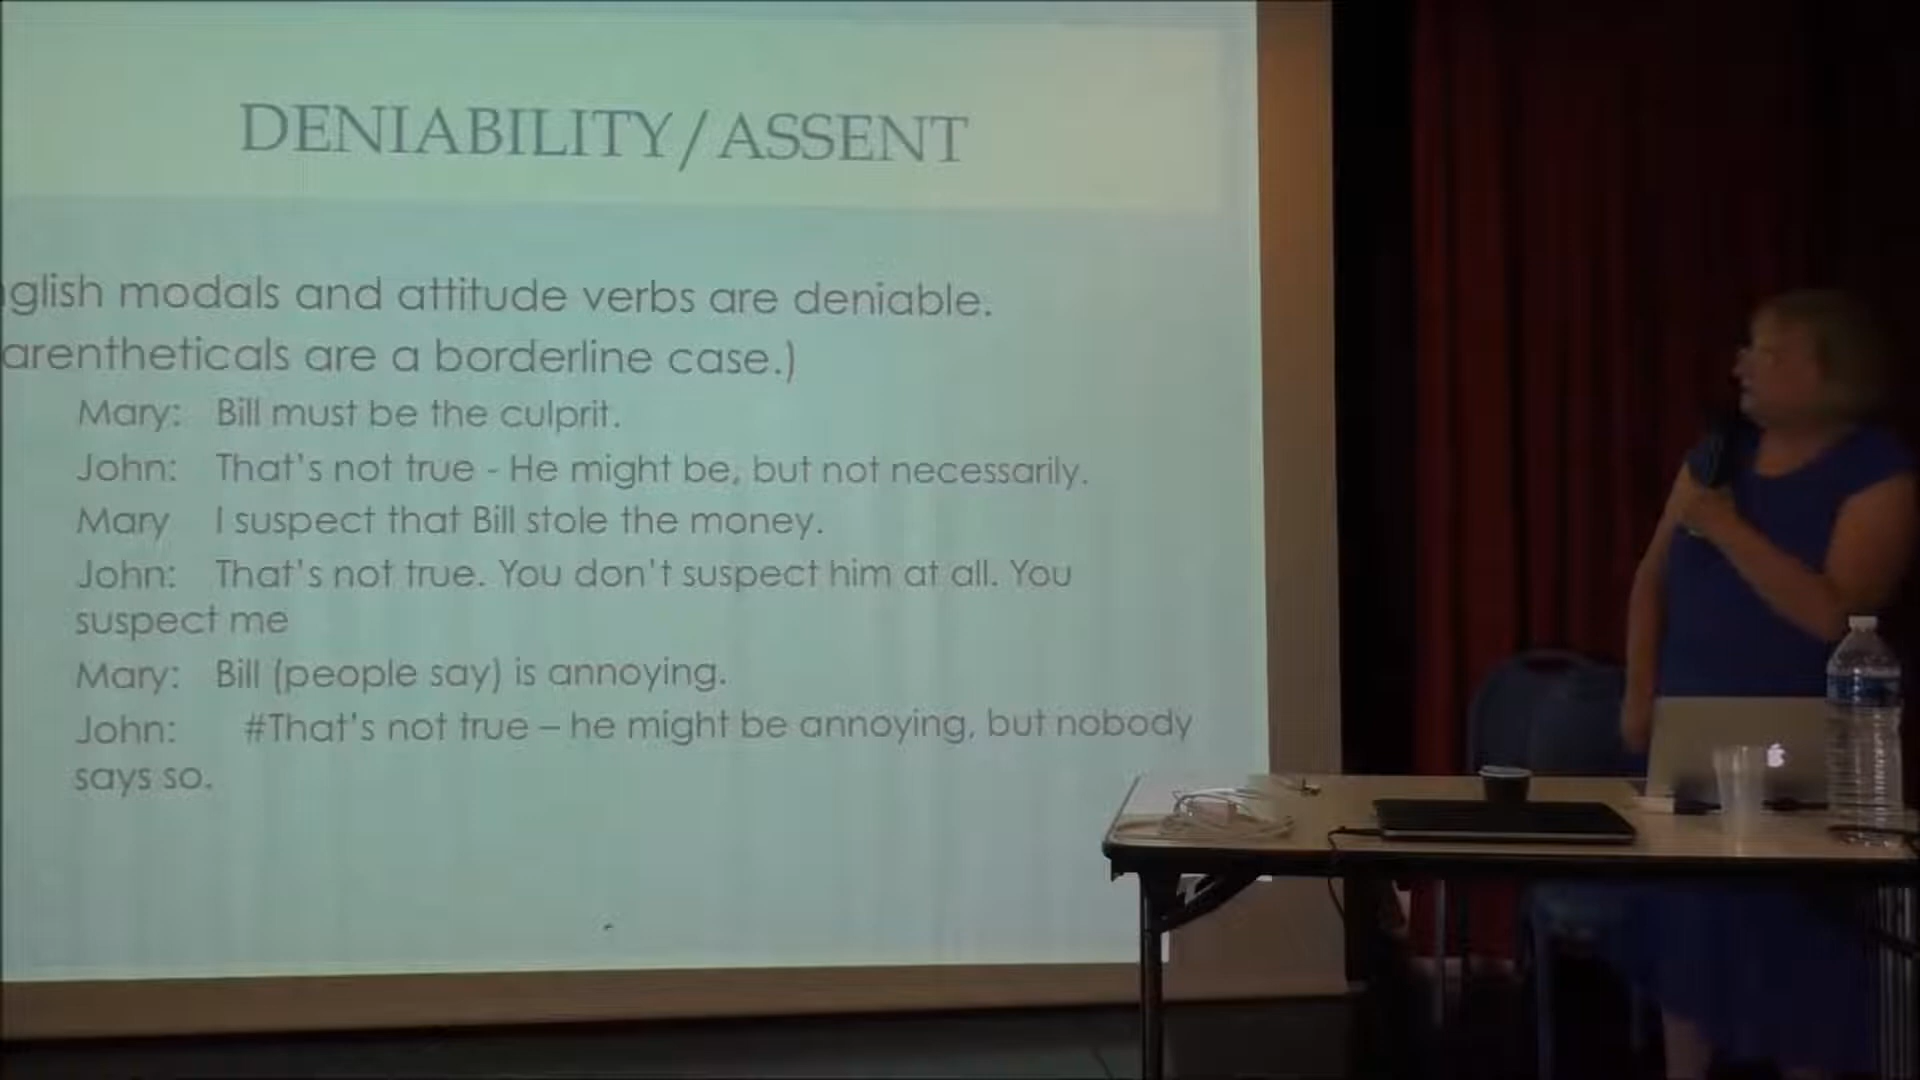 DENIABILITY/ASSENT
glish modals and attitude verbs are deniable.
arentheticals are a borderline case.)
Mary: Bill must be the culprit.
John: That's not true - He might be, but not necessarily.
Mary I suspect that Bill stole the money.
John: That's not true. You don't suspect him at all. You
suspect me
Mary: Bill (people say) is annoying.
John: #That's not true – he might be annoying, but nobody
says so.